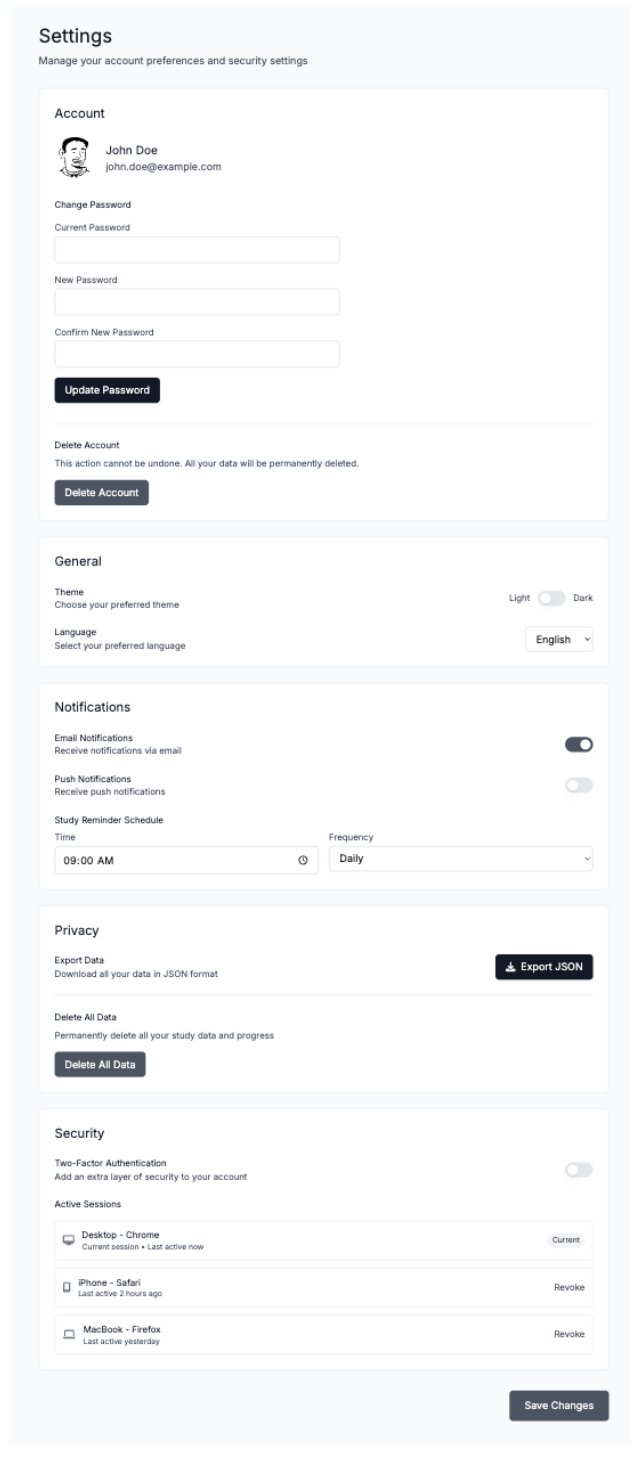 Settings
Manage your account preferences and security settings
Account
John Doe
john.doe@example.com
Change Password
Current Password
New Password
Confirm New Password
Update Password
Delete Account
This action cannot be undone. All your data will be permanently deleted.
Delete Account
General
Theme
Choose your preferred theme
Light Dark
Language
Select your preferred language
English
Notifications
Email Notifications
Receive notifications via email
Push Notifications
Receive push notifications
Study Reminder Schedule
Time Frequency
09:00 AM Daily
Privacy
Export Data
Download all your data in JSON format
Export JSON
Delete All Data
Permanently delete all your study data and progress
Delete All Data
Security
Two-Factor Authentication
Add an extra layer of security to your account
Active Sessions
Desktop - Chrome
Current session • Last active now
Current
iPhone - Safari
Last active 2 hours ago
Revoke
MacBook - Firefox
Last active yesterday
Revoke
Save Changes